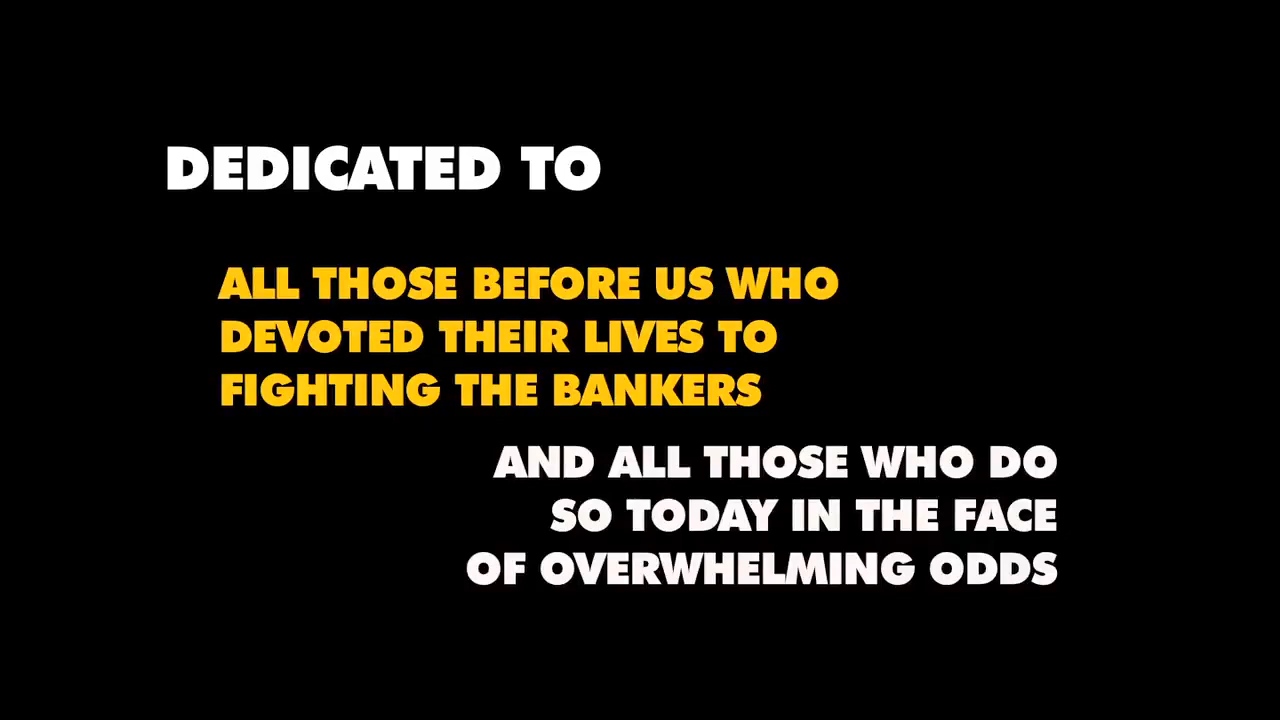 DEDICATED TO
ALL THOSE BEFORE US WHO
DEVOTED THEIR LIVES TO
FIGHTING THE BANKERS
AND ALL THOSE WHO DO
SO TODAY IN THE FACE
OF OVERWHELMING ODDS